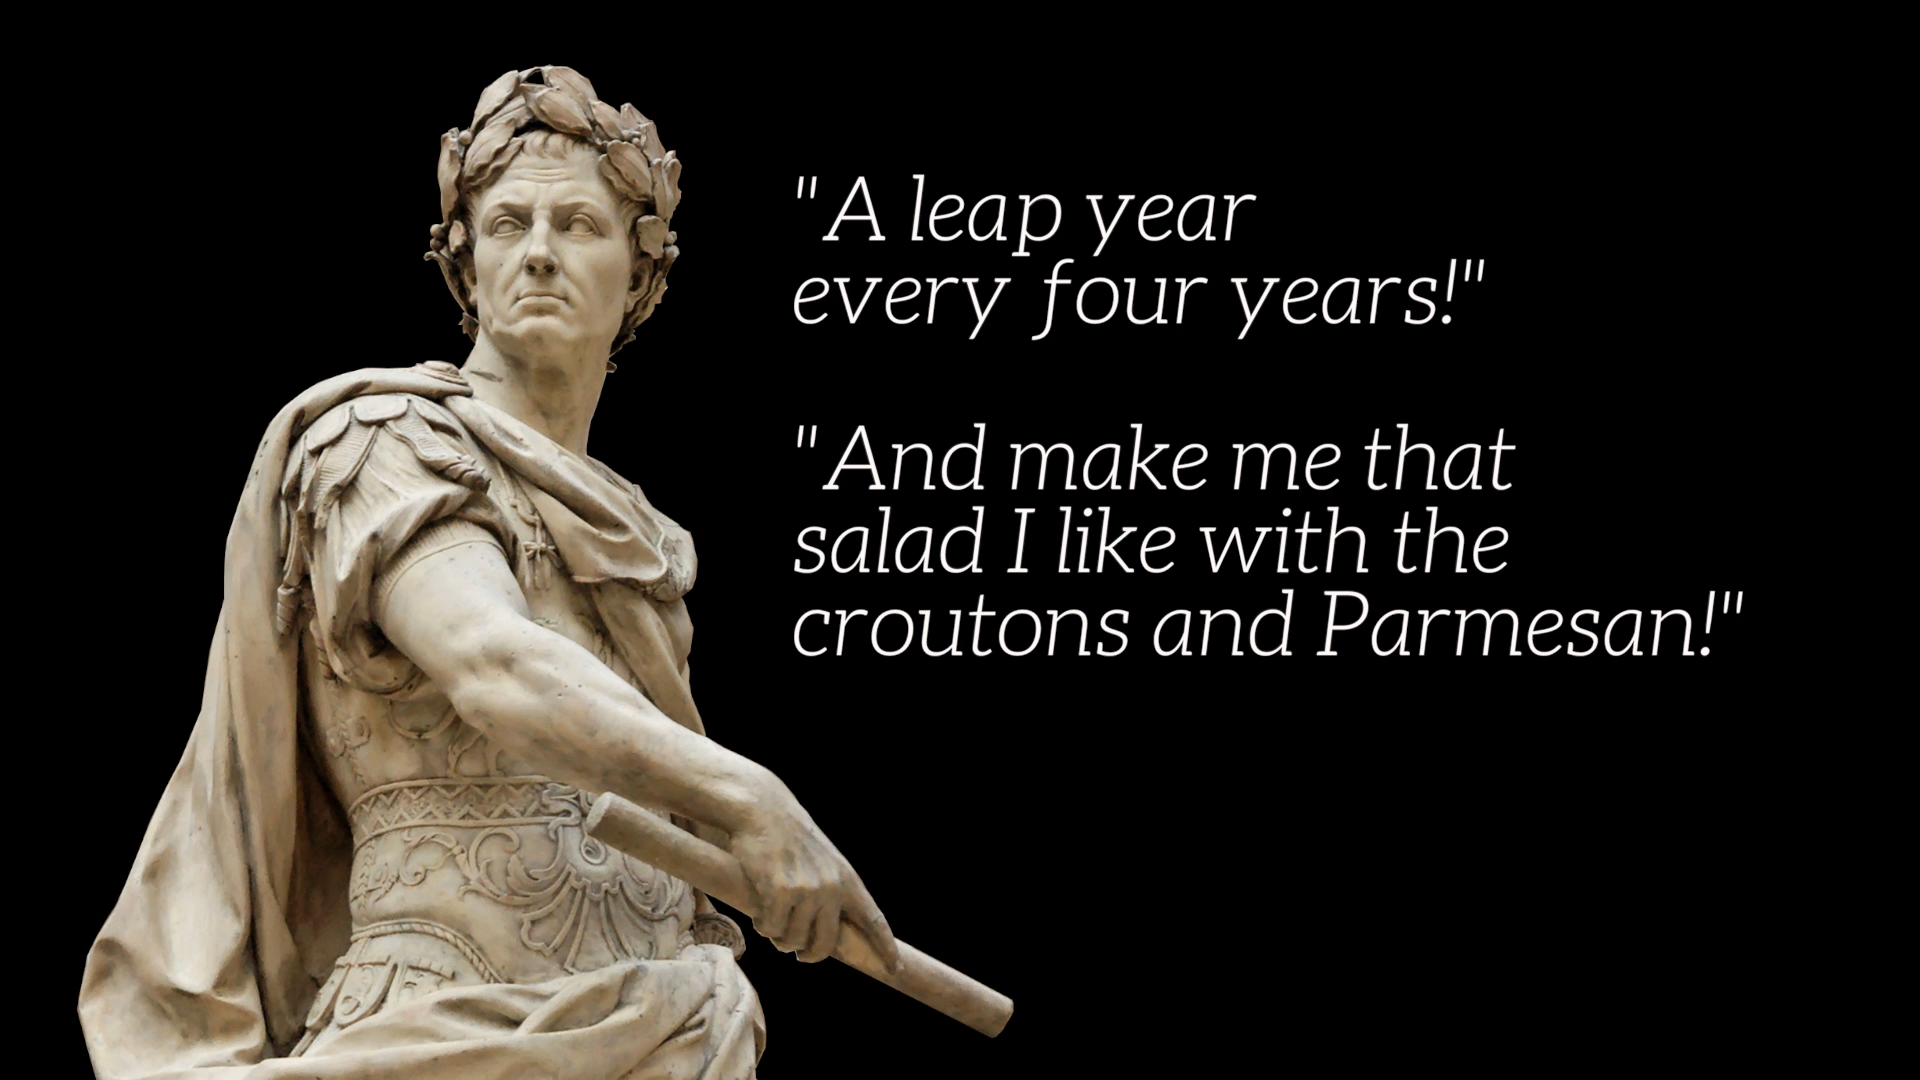 "A leap year
every four years!"
"And make me that
salad I like with the
croutons and Parmesan!"